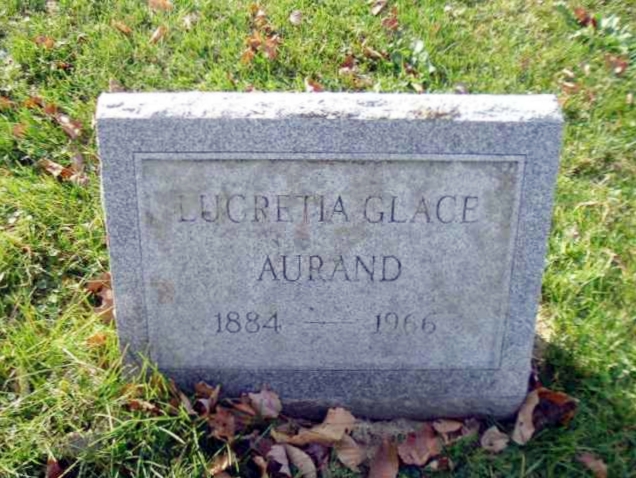 LUCRETIA GLACE
AURAND
1884 — 1966